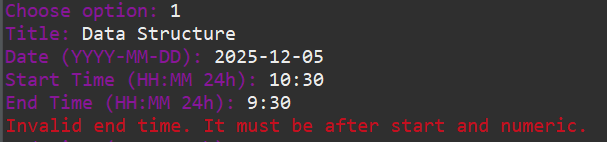 Choose option: 1
Title: Data Structure
Date (YYYY-MM-DD): 2025-12-05
Start Time (HH:MM 24h): 10:30
End Time (HH:MM 24h): 9:30
Invalid end time. It must be after start and numeric.